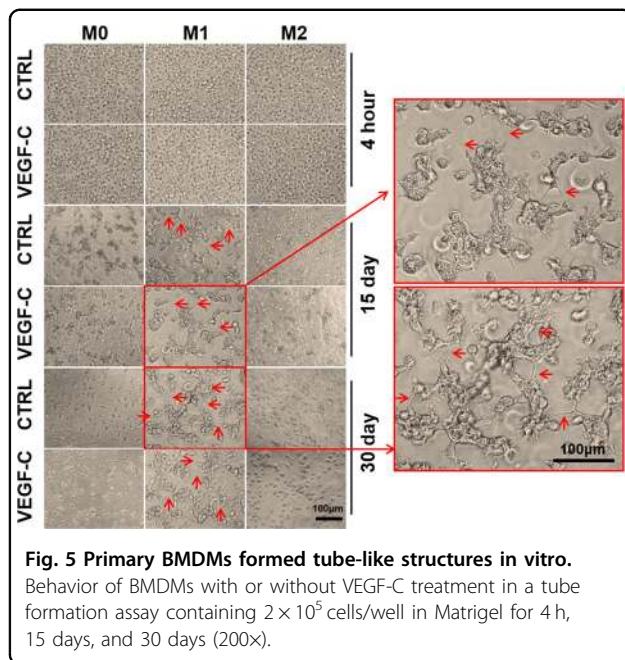 M0 M1 M2
CTRL
VEGF-C
4 hour
CTRL
VEGF-C
15 day
CTRL
VEGF-C
30 day
100μm
100μm
Fig. 5 Primary BMDMs formed tube-like structures in vitro.
Behavior of BMDMs with or without VEGF-C treatment in a tube
formation assay containing 2 × 10⁵ cells/well in Matrigel for 4 h,
15 days, and 30 days (200×).